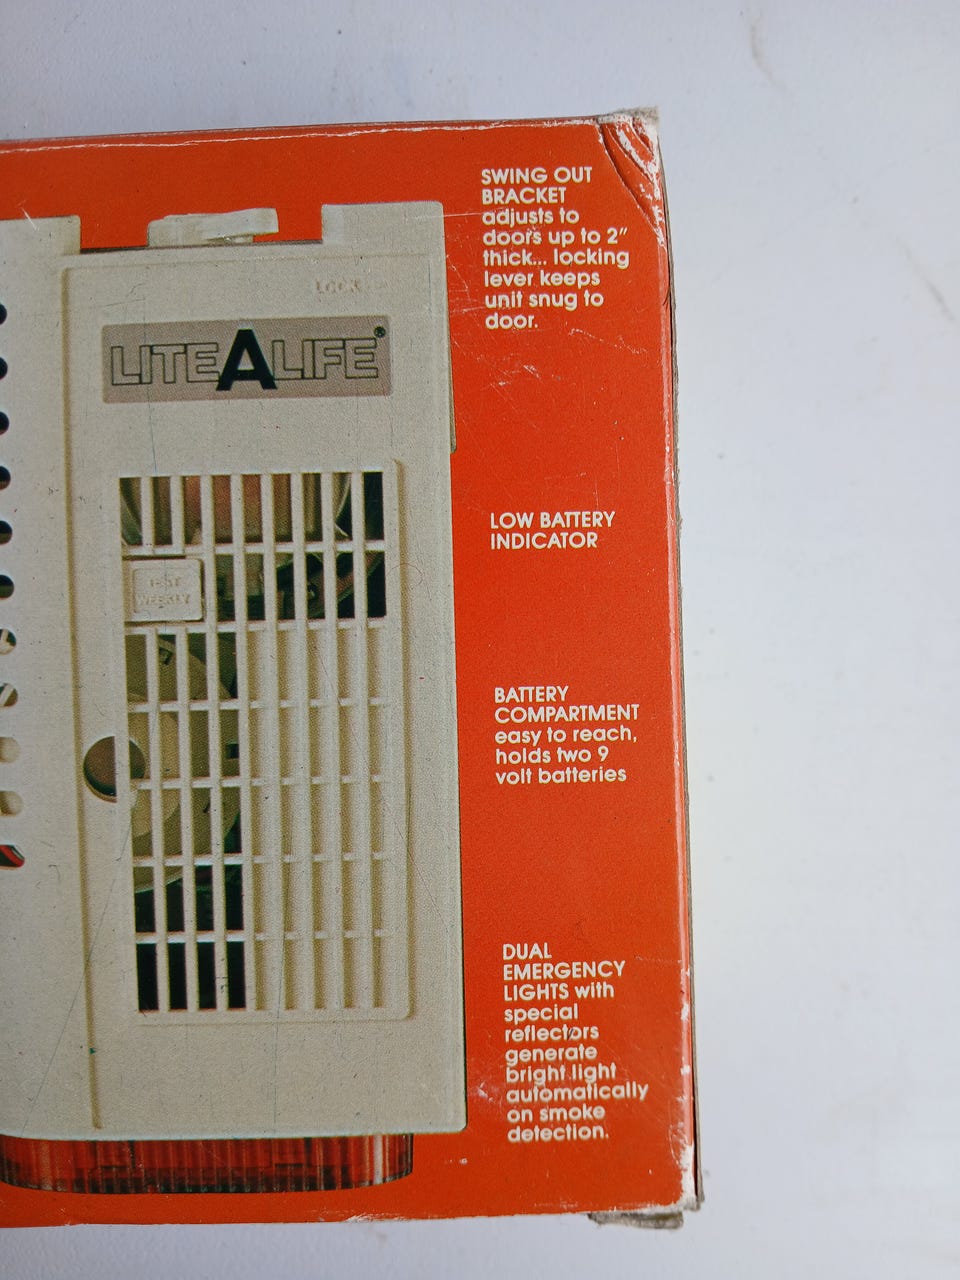 SWING OUT
BRACKET
adjusts to
doors up to 2”
thick... locking
lever keeps
unit snug to
door.
LOCK
LITEALIFE®
LOW BATTERY
INDICATOR
TEST
WEEKLY
BATTERY
COMPARTMENT
easy to reach,
holds two 9
volt batteries
DUAL
EMERGENCY
LIGHTS with
special
reflectors
generate
bright light
automatically
on smoke
detection.